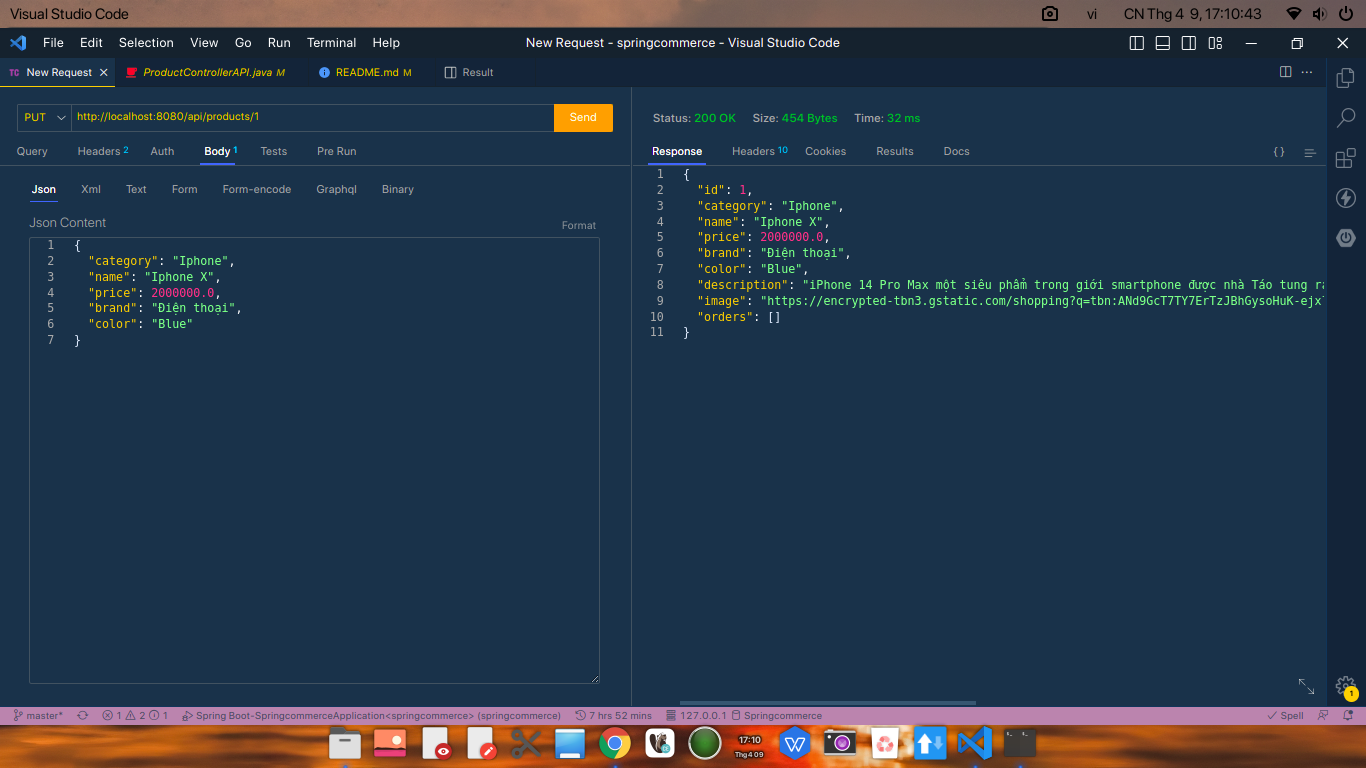 Visual Studio Code
vi
CN Thg 4 9, 17:10:43
File Edit Selection View Go Run Terminal Help
New Request - springcommerce - Visual Studio Code
TC New Request
ProductControllerAPI.java M
README.md M
Result
PUT
http://localhost:8080/api/products/1
Send
Query Headers 2 Auth Body 1 Tests Pre Run
Json Xml Text Form Form-encode Graphql Binary
Json Content
Format
1 {
2 "category": "Iphone",
3 "name": "Iphone X",
4 "price": 2000000.0,
5 "brand": "Điện thoại",
6 "color": "Blue"
7 }
Status: 200 OK Size: 454 Bytes Time: 32 ms
Response Headers 10 Cookies Results Docs
{ }
1 {
2 "id": 1,
3 "category": "Iphone",
4 "name": "Iphone X",
5 "price": 2000000.0,
6 "brand": "Điện thoại",
7 "color": "Blue",
8 "description": "iPhone 14 Pro Max một siêu phẩm trong giới smartphone được nhà Táo tung
9 "image": "https://encrypted-tbn3.gstatic.com/shopping?q=tbn:ANd9GcT7TY7ErTzJBhGysoHuK-ejx
10 "orders": []
11 }
1
master* 1 2 1 Spring Boot-SpringcommerceApplication<springcommerce> (springcommerce) 7 hrs 52 mins 127.0.0.1 Springcommerce
Spell
17:10
Thg4 09
W